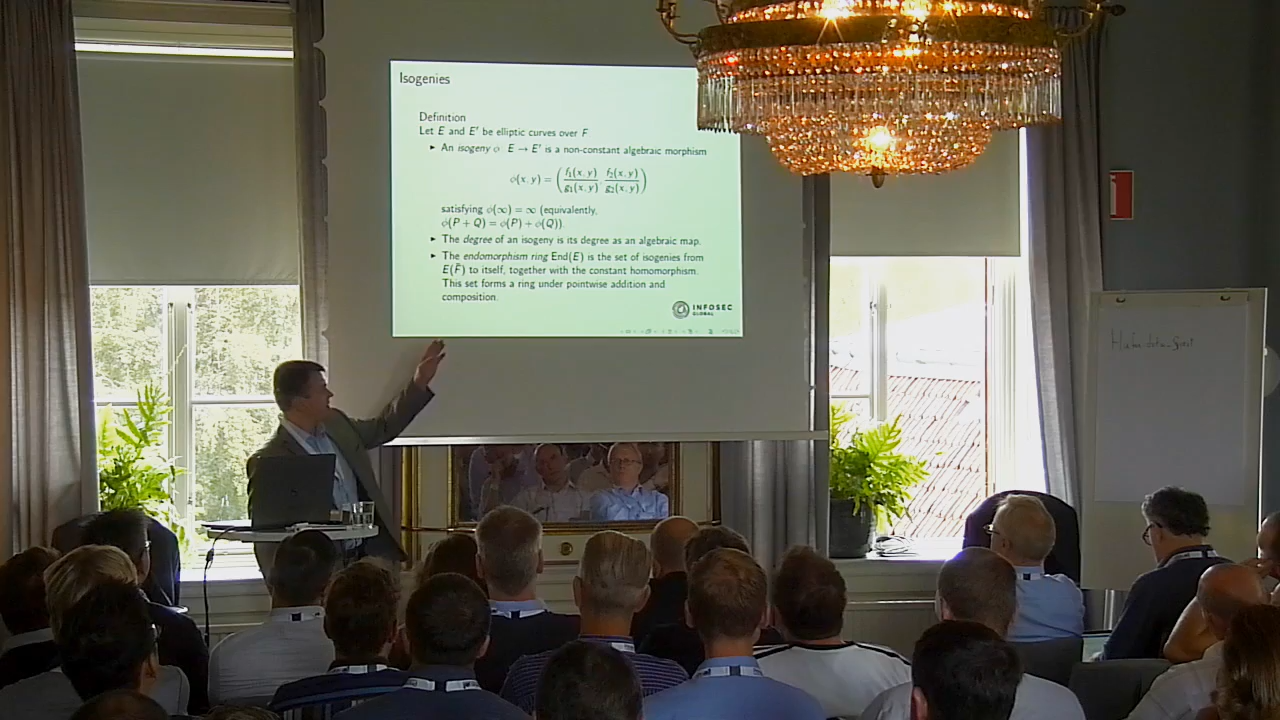 Isogenies
Definition
Let E and E′ be elliptic curves over F
► An isogeny φ: E → E′ is a non-constant algebraic morphism
φ(x, y) = (f₁(x, y)/g₁(x, y), f₂(x, y)/g₂(x, y))
satisfying φ(∞) = ∞ (equivalently,
φ(P + Q) = φ(P) + φ(Q)).
► The degree of an isogeny is its degree as an algebraic map.
► The endomorphism ring End(E) is the set of isogenies from
E(F̄) to itself, together with the constant homomorphism.
This set forms a ring under pointwise addition and
composition.
INFOSEC
GLOBAL